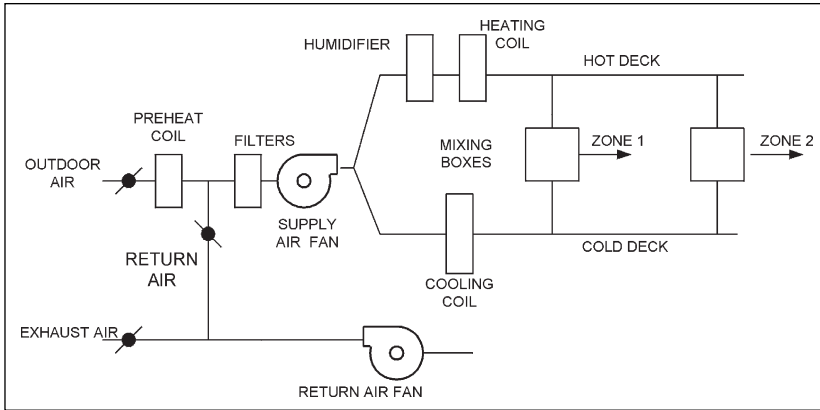 HUMIDIFIER
HEATING
COIL
HOT DECK
PREHEAT
COIL
FILTERS
OUTDOOR
AIR
MIXING
BOXES
ZONE 1
ZONE 2
SUPPLY
AIR FAN
RETURN
AIR
COLD DECK
COOLING
COIL
EXHAUST AIR
RETURN AIR FAN